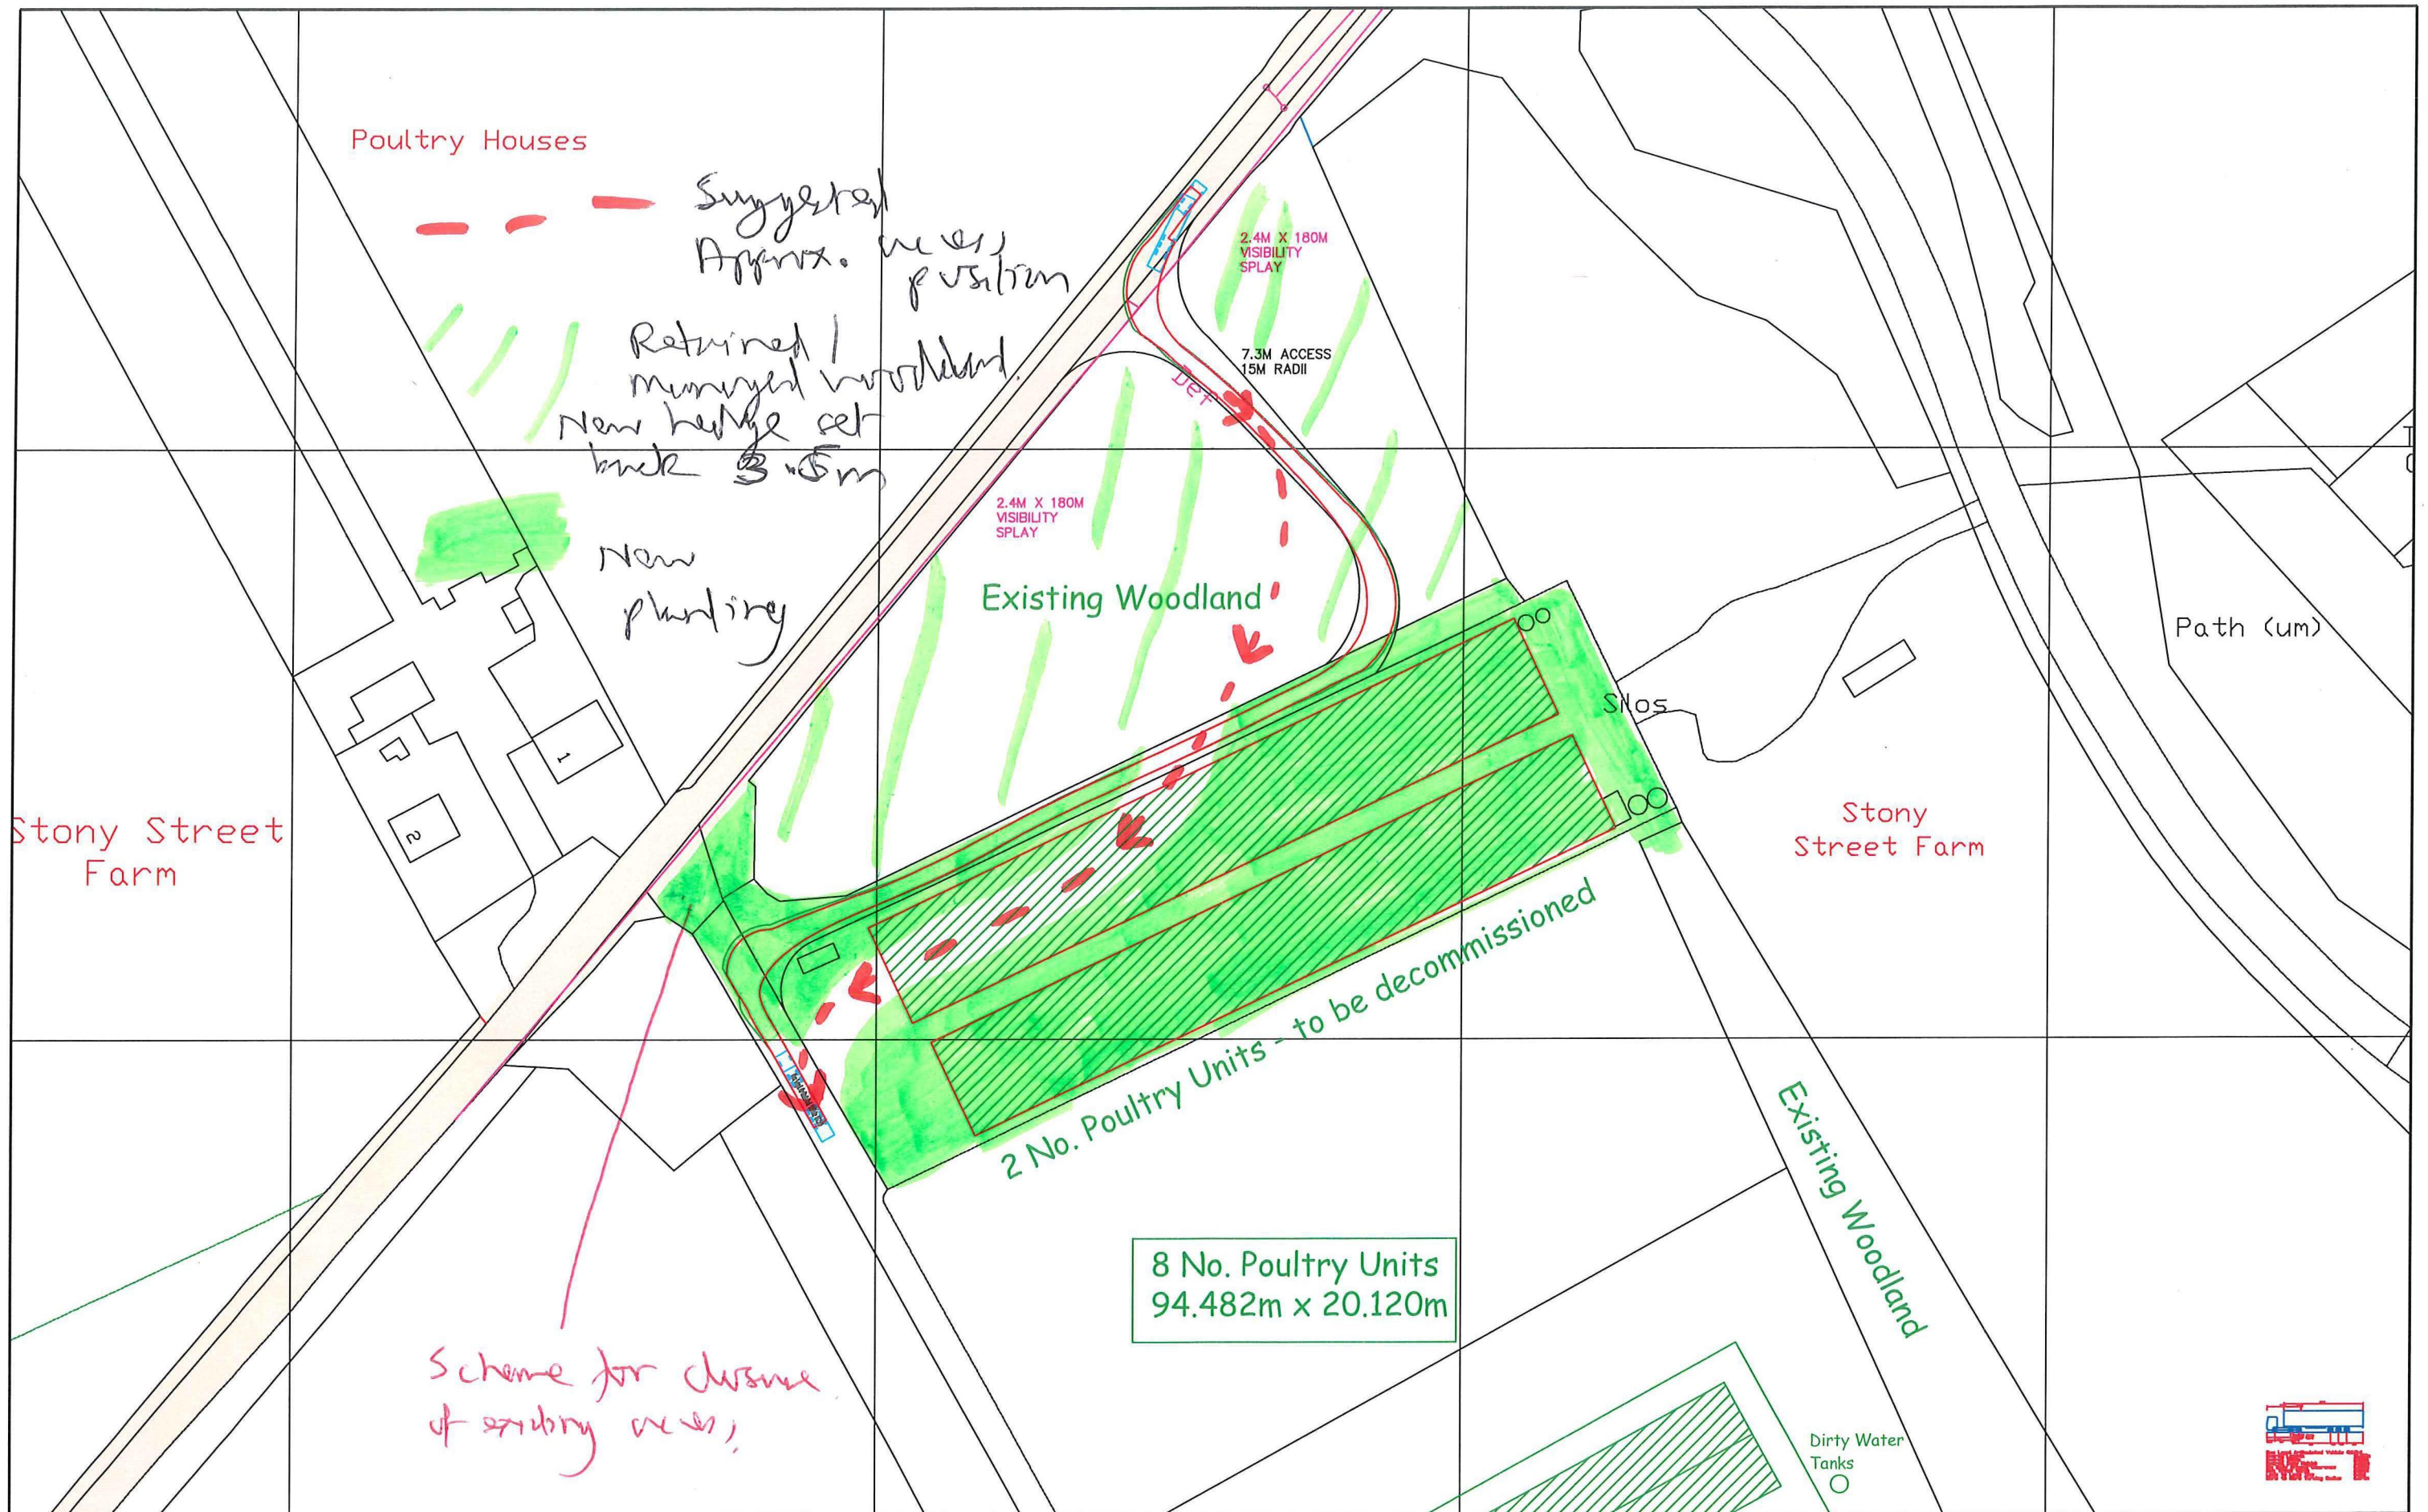 Poultry Houses
Suggested
Approx. access
position
Retained /
managed woodland.
New hedge set
back 3.5m
New
planting
2.4M X 180M
VISIBILITY
SPLAY
7.3M ACCESS
15M RADII
Def
2.4M X 180M
VISIBILITY
SPLAY
Existing Woodland
Path (um)
Silos
1
2
Stony Street
Farm
Stony
Street Farm
2 No. Poultry Units - to be decommissioned
Existing Woodland
8 No. Poultry Units
94.482m x 20.120m
Scheme for closure
of existing access.
Dirty Water
Tanks